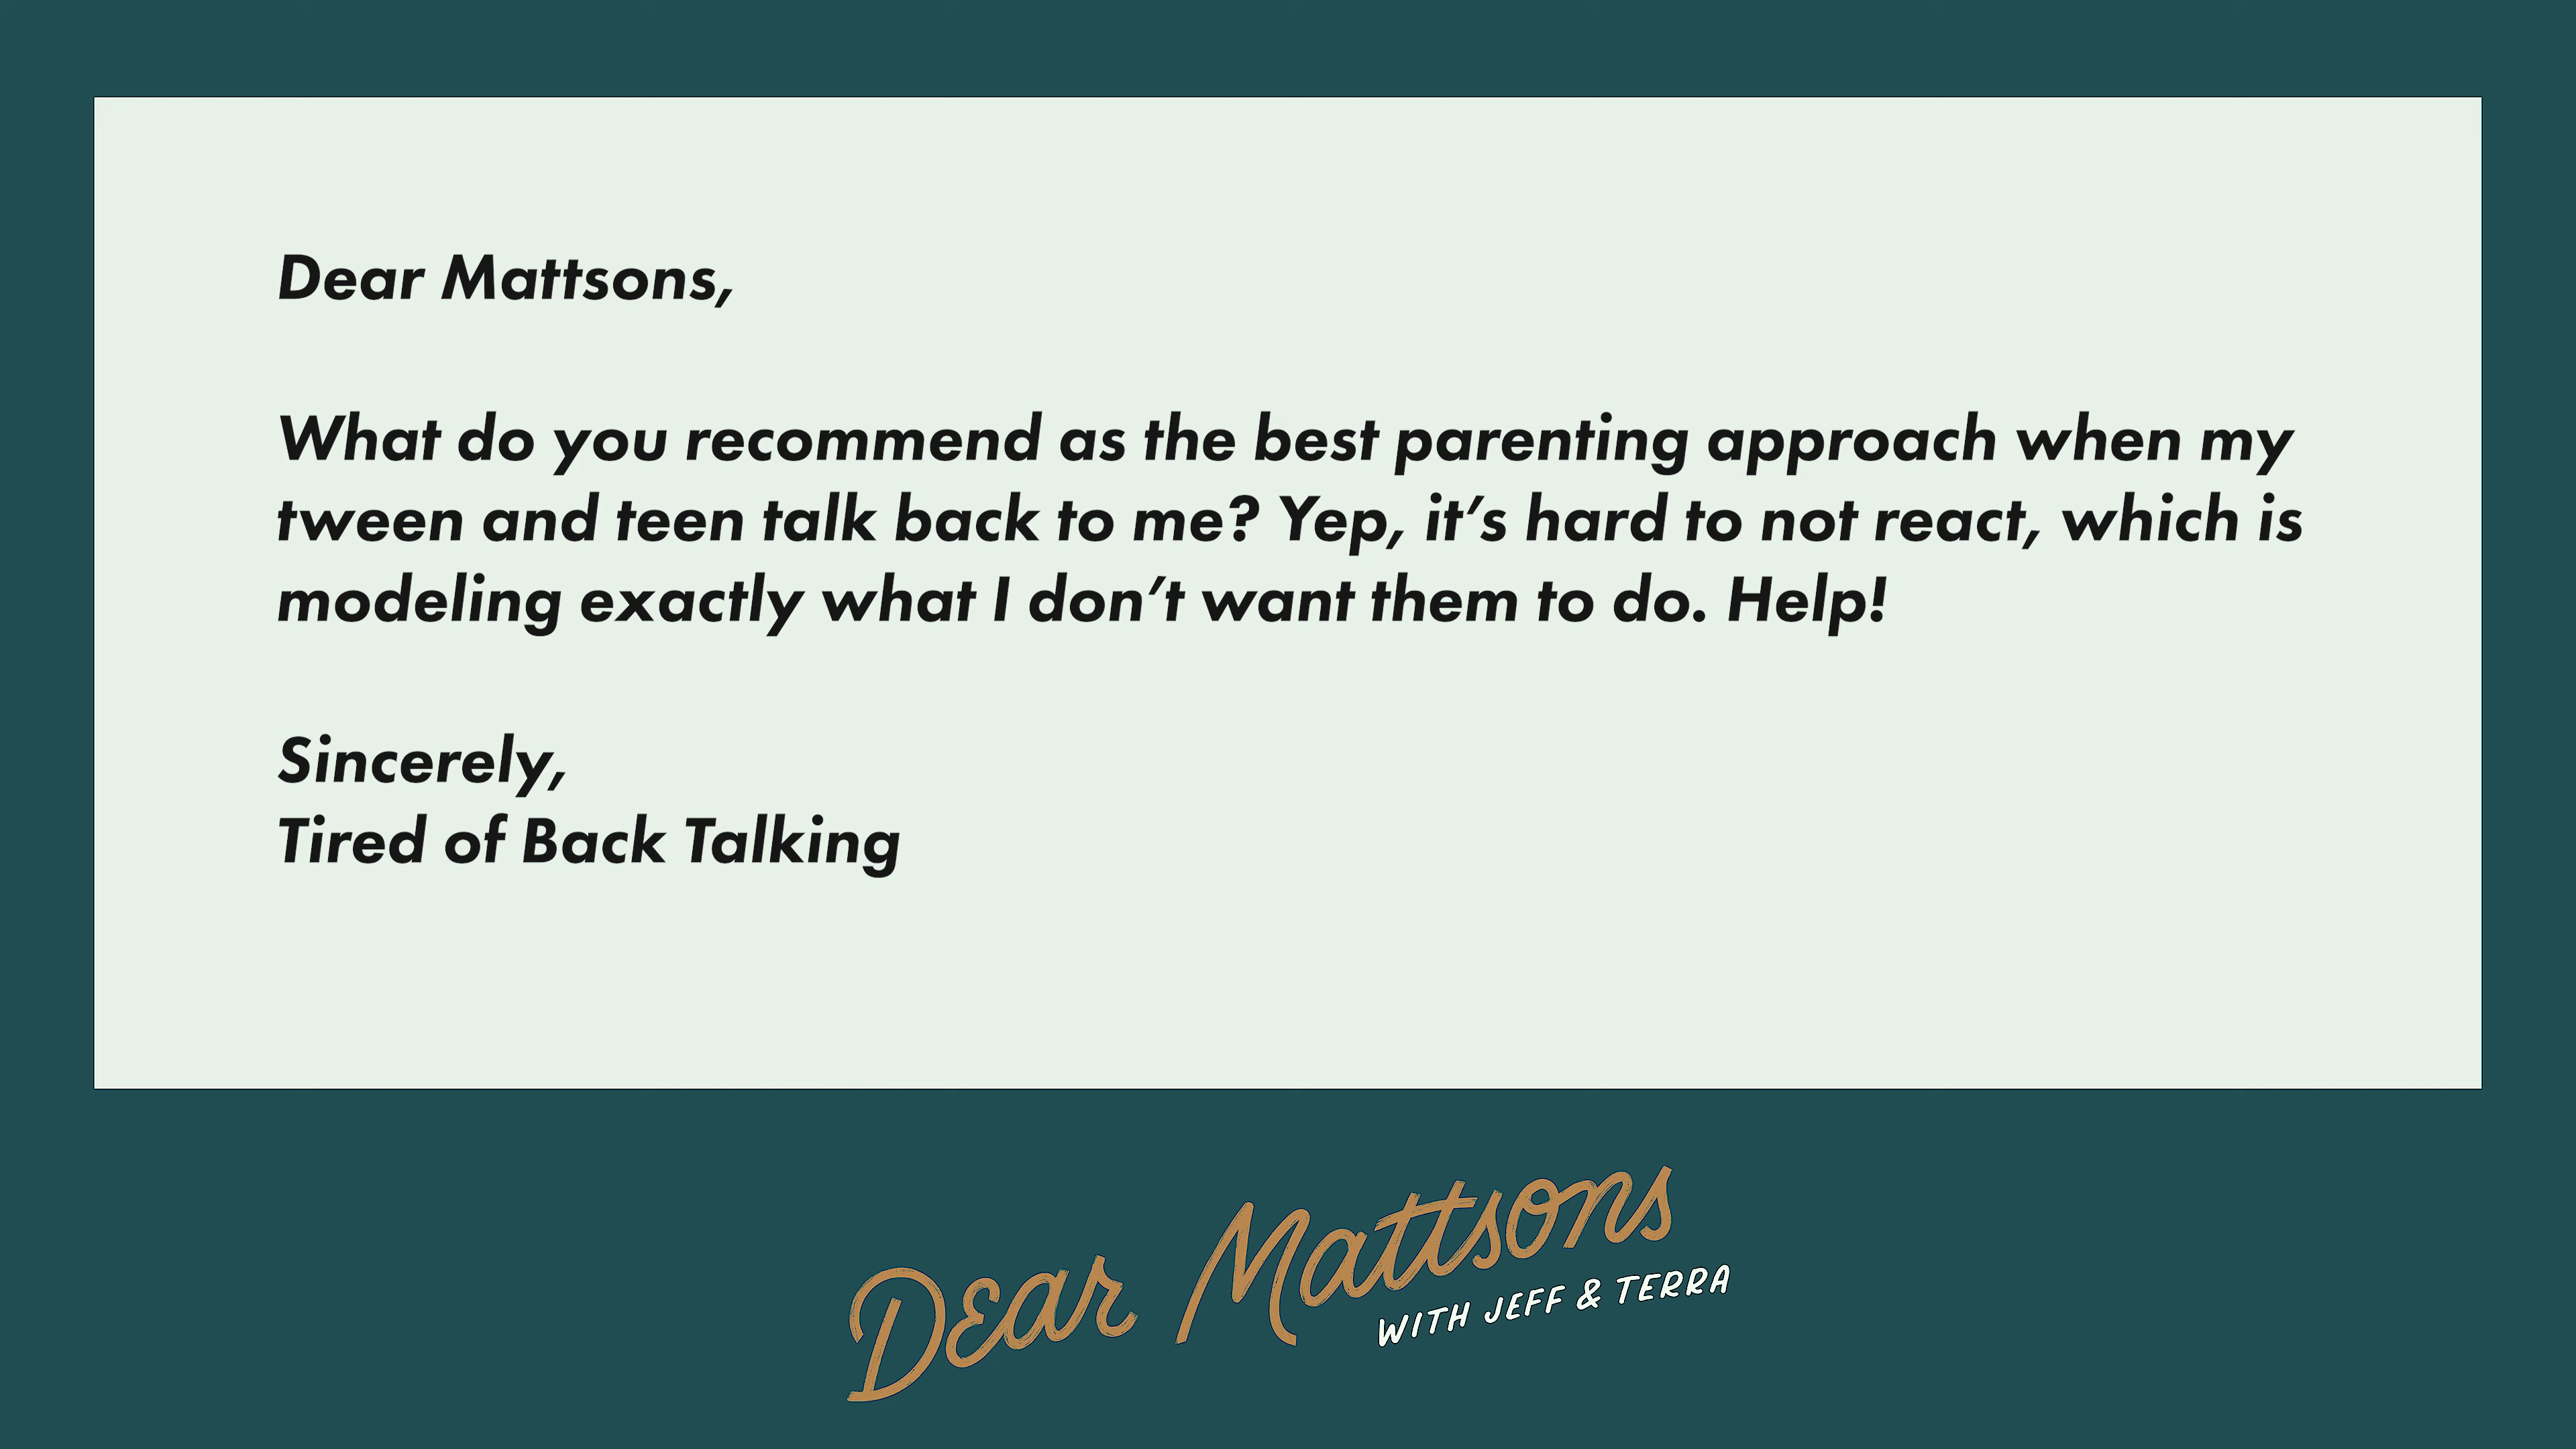 Dear Mattsons,
What do you recommend as the best parenting approach when my
tween and teen talk back to me? Yep, it’s hard to not react, which is
modeling exactly what I don’t want them to do. Help!
Sincerely,
Tired of Back Talking
Dear Mattsons
WITH JEFF & TERRA